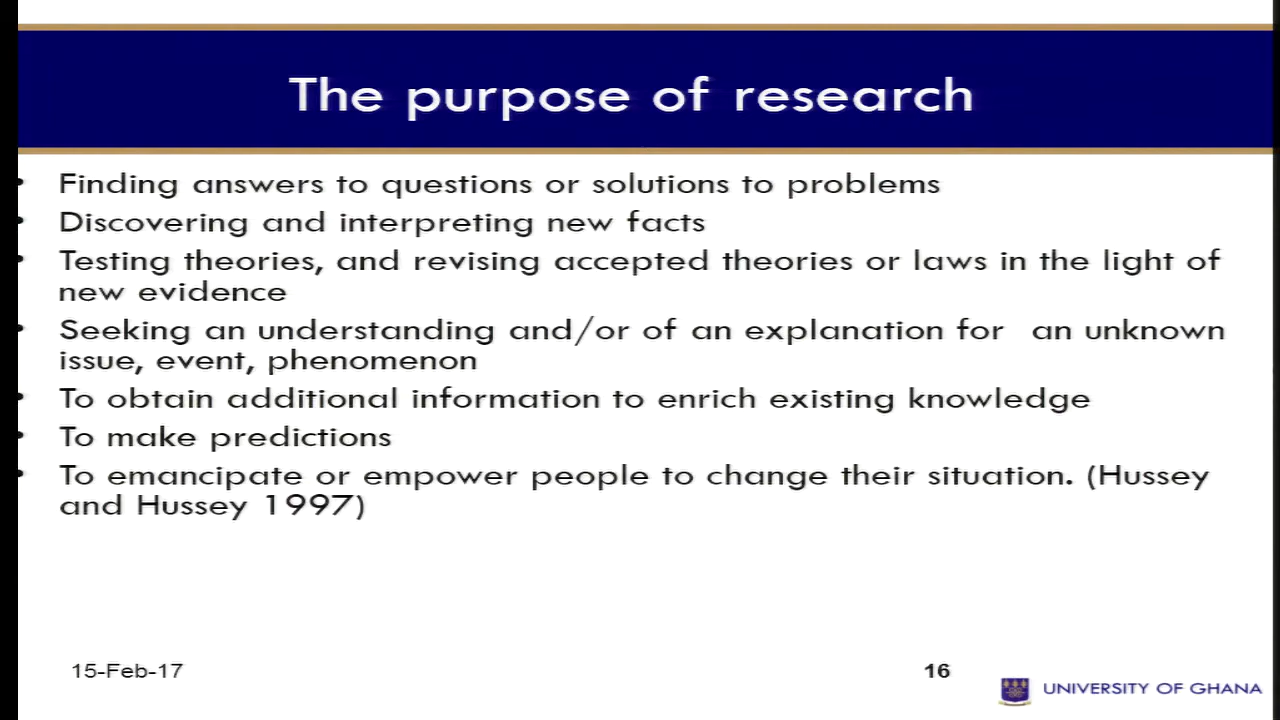 The purpose of research
• Finding answers to questions or solutions to problems
• Discovering and interpreting new facts
• Testing theories, and revising accepted theories or laws in the light of
new evidence
• Seeking an understanding and/or of an explanation for  an unknown
issue, event, phenomenon
• To obtain additional information to enrich existing knowledge
• To make predictions
• To emancipate or empower people to change their situation. (Hussey
and Hussey 1997)
15-Feb-17
16
UNIVERSITY OF GHANA